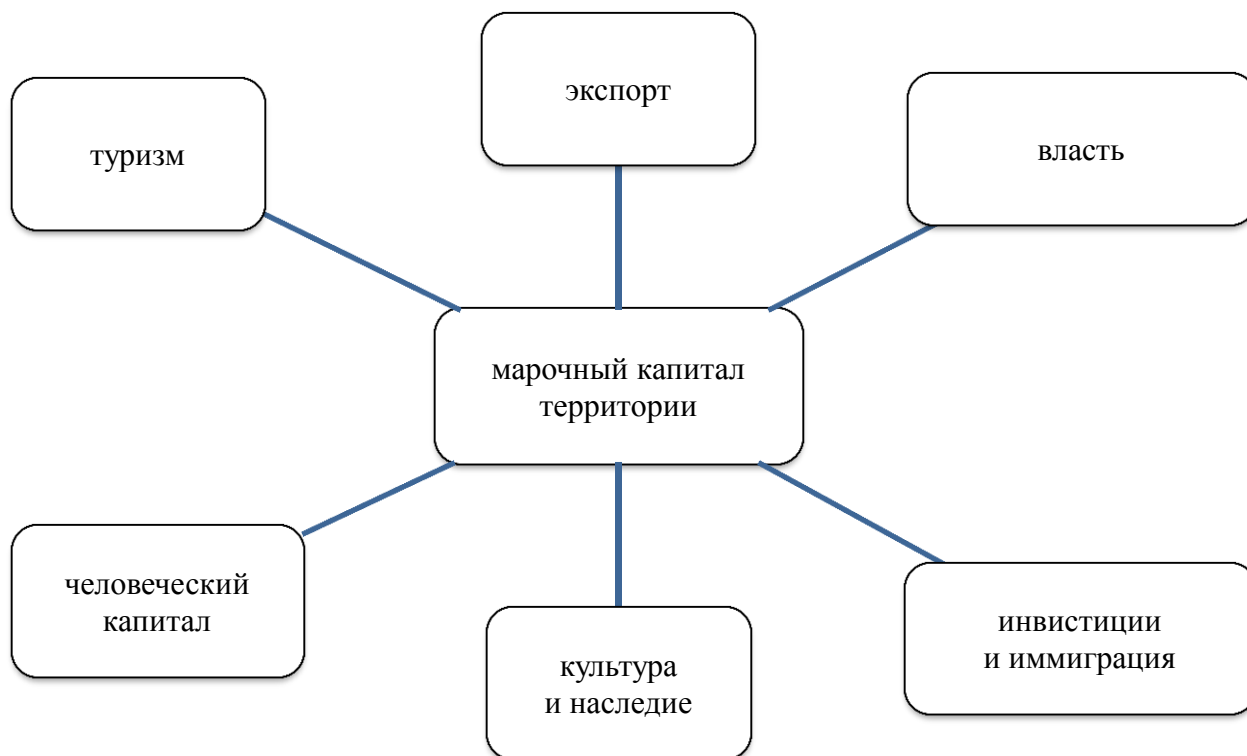 экспорт
туризм
власть
марочный капитал
территории
человеческий
капитал
культура
и наследие
инвистиции
и иммиграция